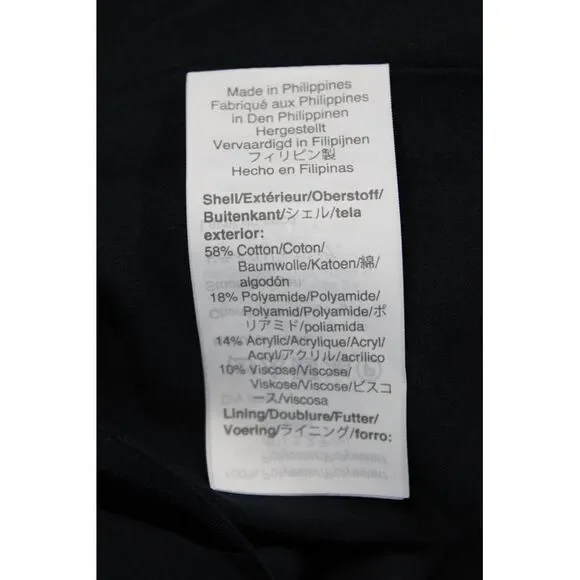 Made in Philippines
Fabriqué aux Philippines
in Den Philippinen
Hergestellt
Vervaardigd in Filipijnen
フィリピン製
Hecho en Filipinas
Shell/Extérieur/Oberstoff/
Buitenkant/シェル/tela
exterior:
58% Cotton/Coton/
Baumwolle/Katoen/綿/
algodón
18% Polyamide/Polyamide/
Polyamid/Polyamide/ポ
リアミド/poliamida
14% Acrylic/Acrylique/Acryl/
Acryl/アクリル/acrilico
10% Viscose/Viscose/
Viskose/Viscose/ビスコ
ース/viscosa
Lining/Doublure/Futter/
Voering/ライニング/forro: